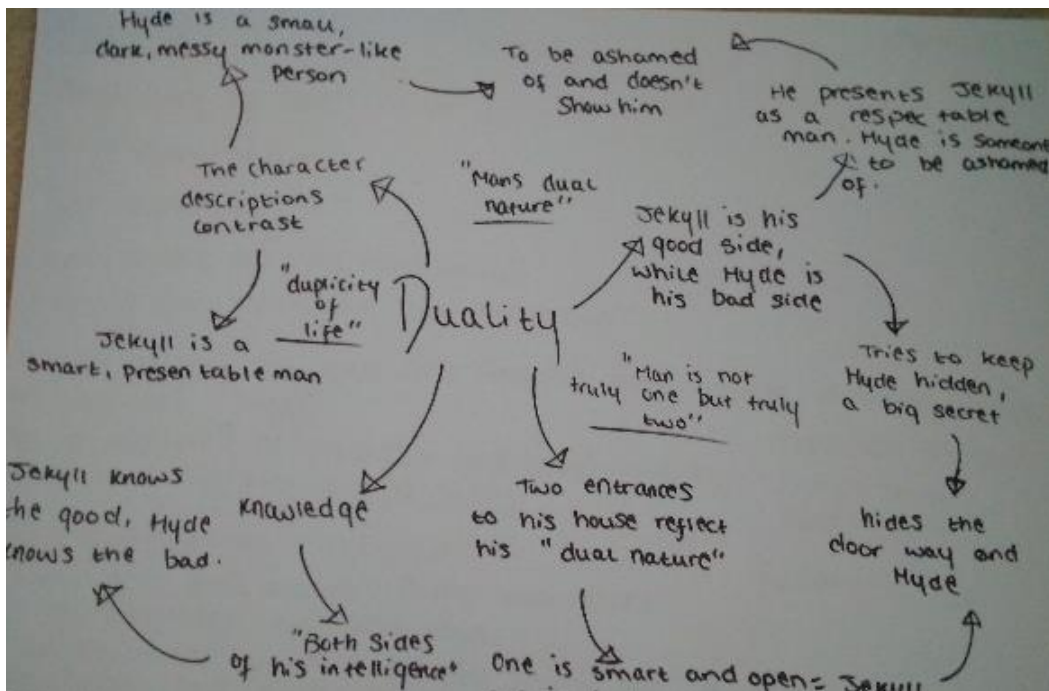 Hyde is a small,
dark, messy monster-like
person
To be ashamed
of and doesn't
show him
He presents Jekyll
as a respectable
man. Hyde is someone
to be ashamed
of.
The character
descriptions
contrast
"Mans dual
nature"
Jekyll is his
good side,
while Hyde is
his bad side
"duplicity
of
life"
Duality
Jekyll is a
smart, presentable man
"Man is not
truly one but truly
two"
Tries to keep
Hyde hidden,
a big secret
Jekyll knows
the good, Hyde
knows the bad.
Knowledge
Two entrances
to his house reflect
his "dual nature"
hides the
door way and
Hyde
"Both Sides
of his intelligence"
One is smart and open = Jekyll